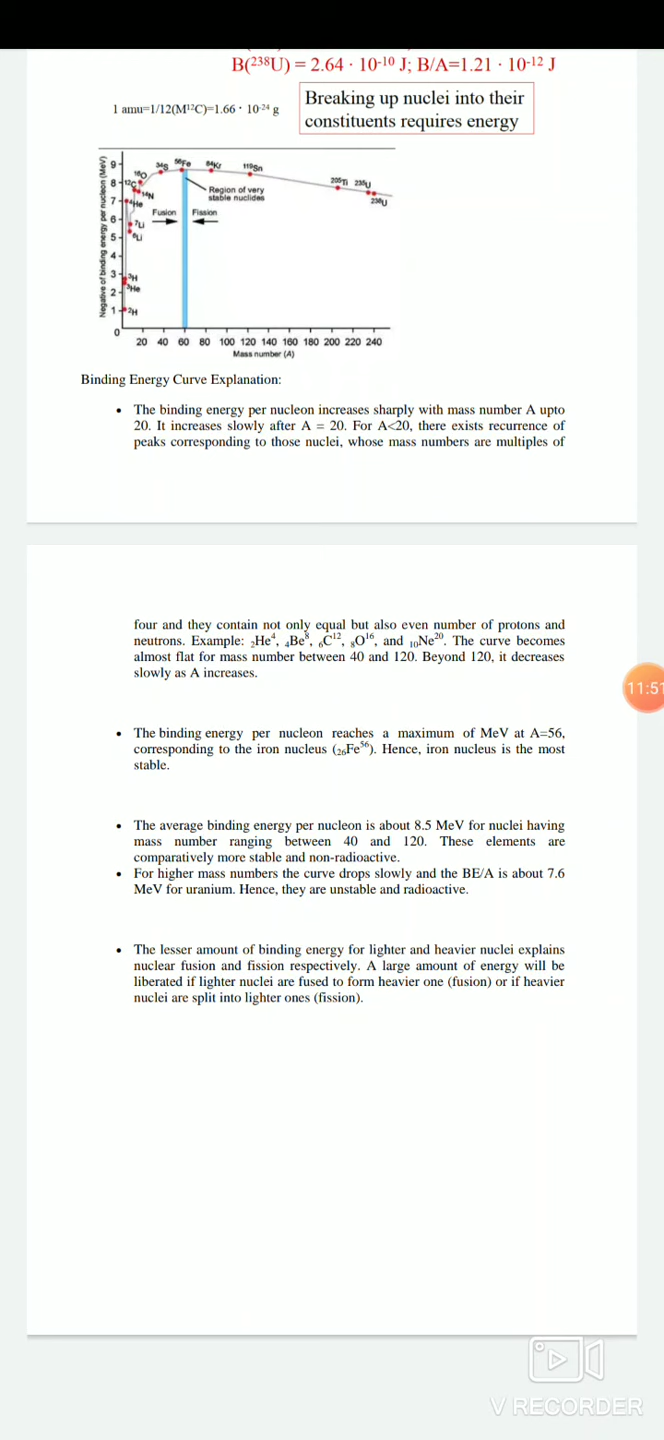 B(²³⁸U) = 2.64 · 10⁻¹⁰ J; B/A=1.21 · 10⁻¹² J
1 amu=1/12(M¹²C)=1.66 · 10⁻²⁴ g
Breaking up nuclei into their
constituents requires energy
Negative of binding energy per nucleon (MeV)
9
8
7
6
5
4
3
2
1
0
¹⁶O
³⁴S
⁵⁶Fe
⁸⁴Kr
¹¹⁹Sn
²⁰⁵Tl
²³⁵U
²³⁸U
¹²C
¹⁴N
⁴He
⁷Li
⁶Li
³H
³He
²H
Region of very
stable nuclides
Fusion
Fission
20 40 60 80 100 120 140 160 180 200 220 240
Mass number (A)
Binding Energy Curve Explanation:
• The binding energy per nucleon increases sharply with mass number A upto
20. It increases slowly after A = 20. For A<20, there exists recurrence of
peaks corresponding to those nuclei, whose mass numbers are multiples of
four and they contain not only equal but also even number of protons and
neutrons. Example: ₂He⁴, ₄Be⁸, ₆C¹², ₈O¹⁶, and ₁₀Ne²⁰. The curve becomes
almost flat for mass number between 40 and 120. Beyond 120, it decreases
slowly as A increases.
11:51
• The binding energy per nucleon reaches a maximum of MeV at A=56,
corresponding to the iron nucleus (₂₆Fe⁵⁶). Hence, iron nucleus is the most
stable.
• The average binding energy per nucleon is about 8.5 MeV for nuclei having
mass number ranging between 40 and 120. These elements are
comparatively more stable and non-radioactive.
• For higher mass numbers the curve drops slowly and the BE/A is about 7.6
MeV for uranium. Hence, they are unstable and radioactive.
• The lesser amount of binding energy for lighter and heavier nuclei explains
nuclear fusion and fission respectively. A large amount of energy will be
liberated if lighter nuclei are fused to form heavier one (fusion) or if heavier
nuclei are split into lighter ones (fission).
V RECORDER